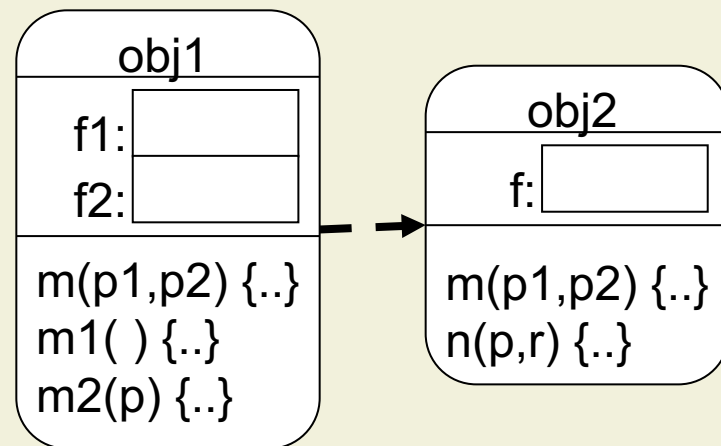 obj1
f1:
f2:
m(p1,p2) {..}
m1( ) {..}
m2(p) {..}
obj2
f:
m(p1,p2) {..}
n(p,r) {..}